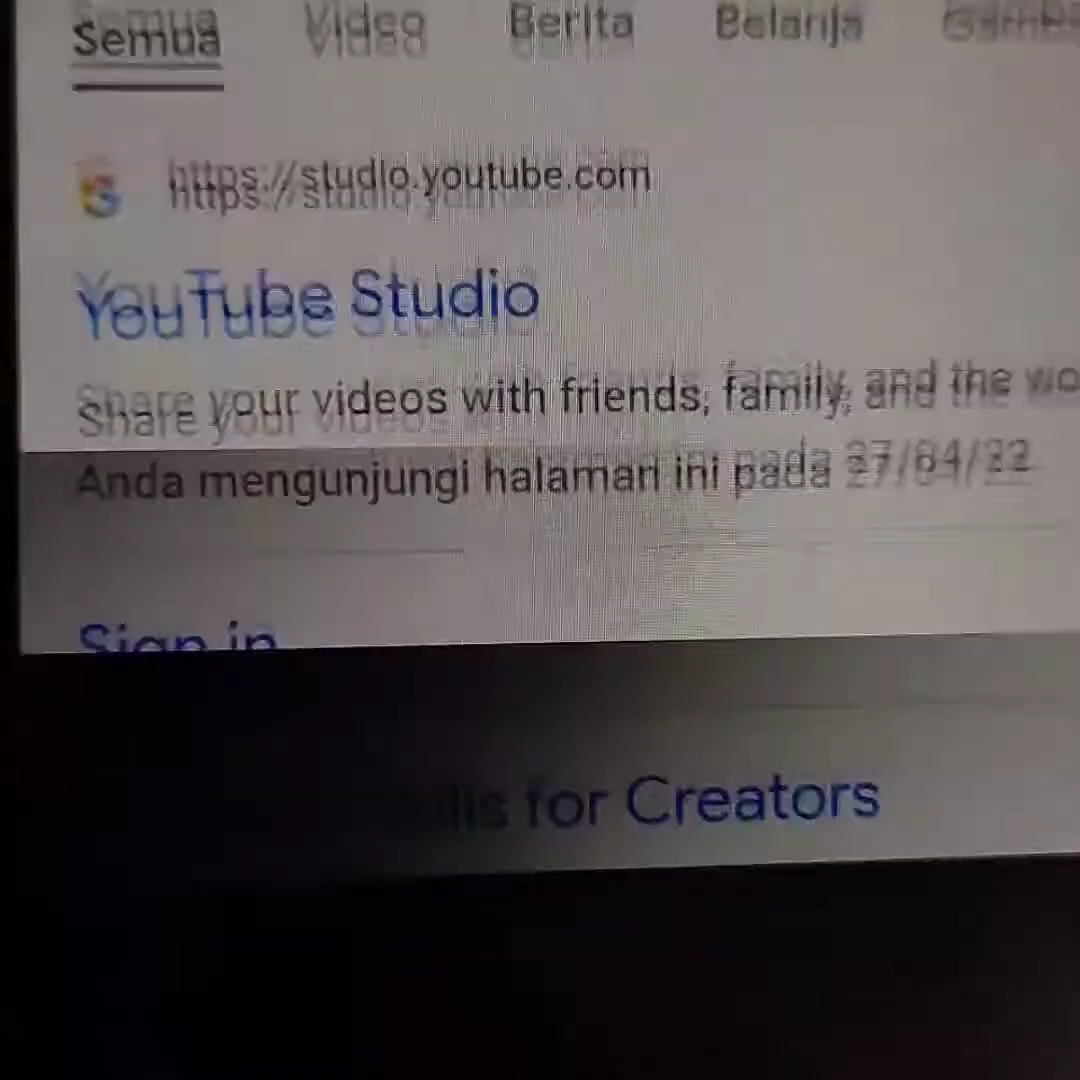 Semua Video Berita Belanja
https://studio.youtube.com
YouTube Studio
Share your videos with friends, family, and the
Anda mengunjungi halaman ini pada
Sign in
for Creators